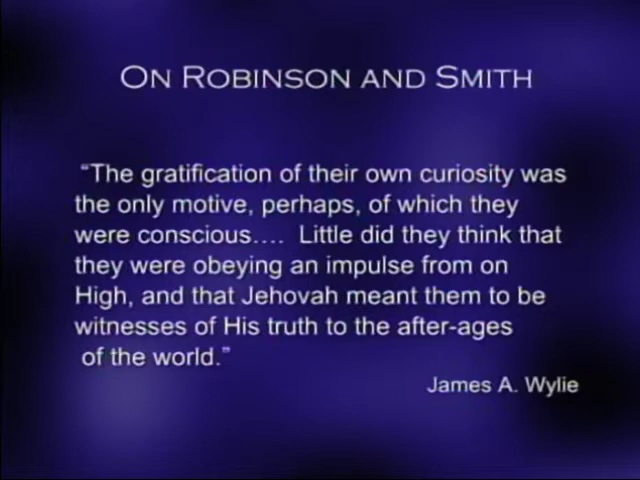 On Robinson and Smith
“The gratification of their own curiosity was
the only motive, perhaps, of which they
were conscious.... Little did they think that
they were obeying an impulse from on
High, and that Jehovah meant them to be
witnesses of His truth to the after-ages
of the world.”
James A. Wylie